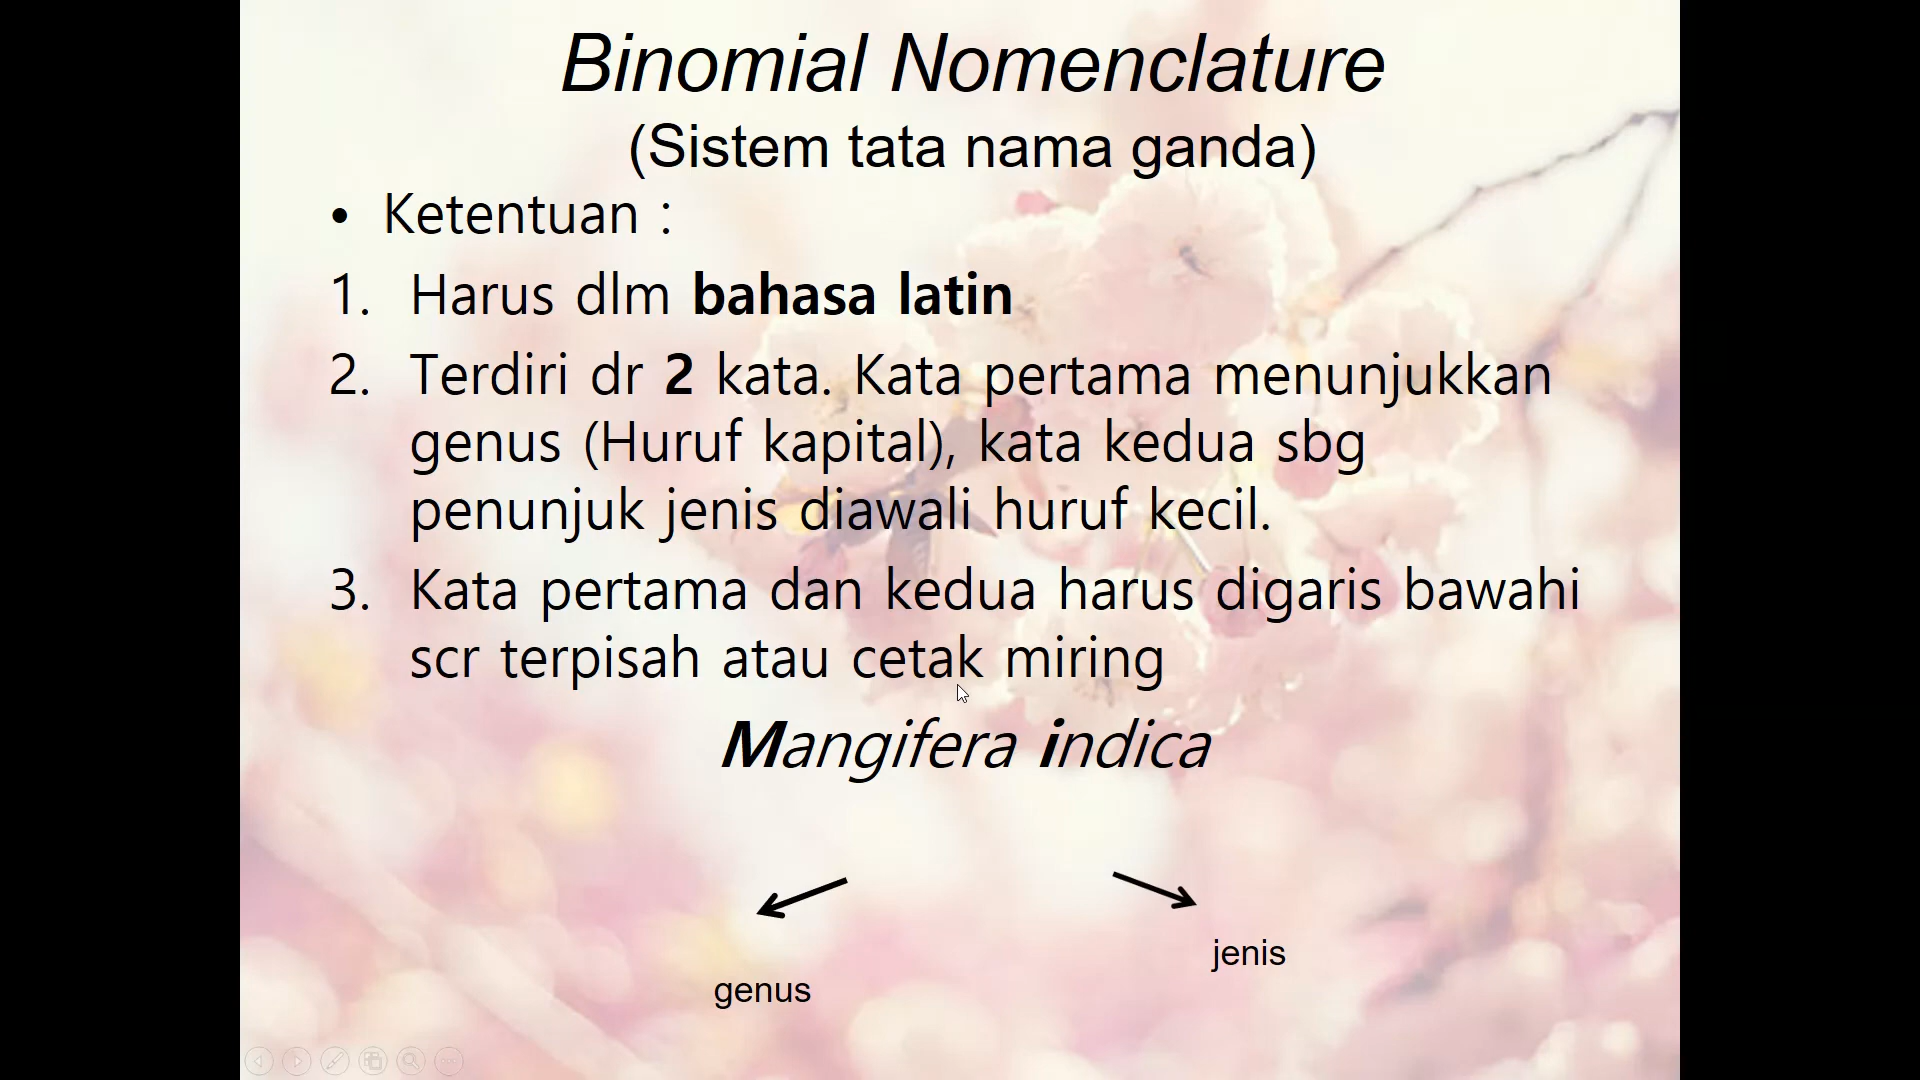 Binomial Nomenclature
(Sistem tata nama ganda)
• Ketentuan :
1. Harus dlm bahasa latin
2. Terdiri dr 2 kata. Kata pertama menunjukkan
genus (Huruf kapital), kata kedua sbg
penunjuk jenis diawali huruf kecil.
3. Kata pertama dan kedua harus digaris bawahi
scr terpisah atau cetak miring
Mangifera indica
jenis
genus